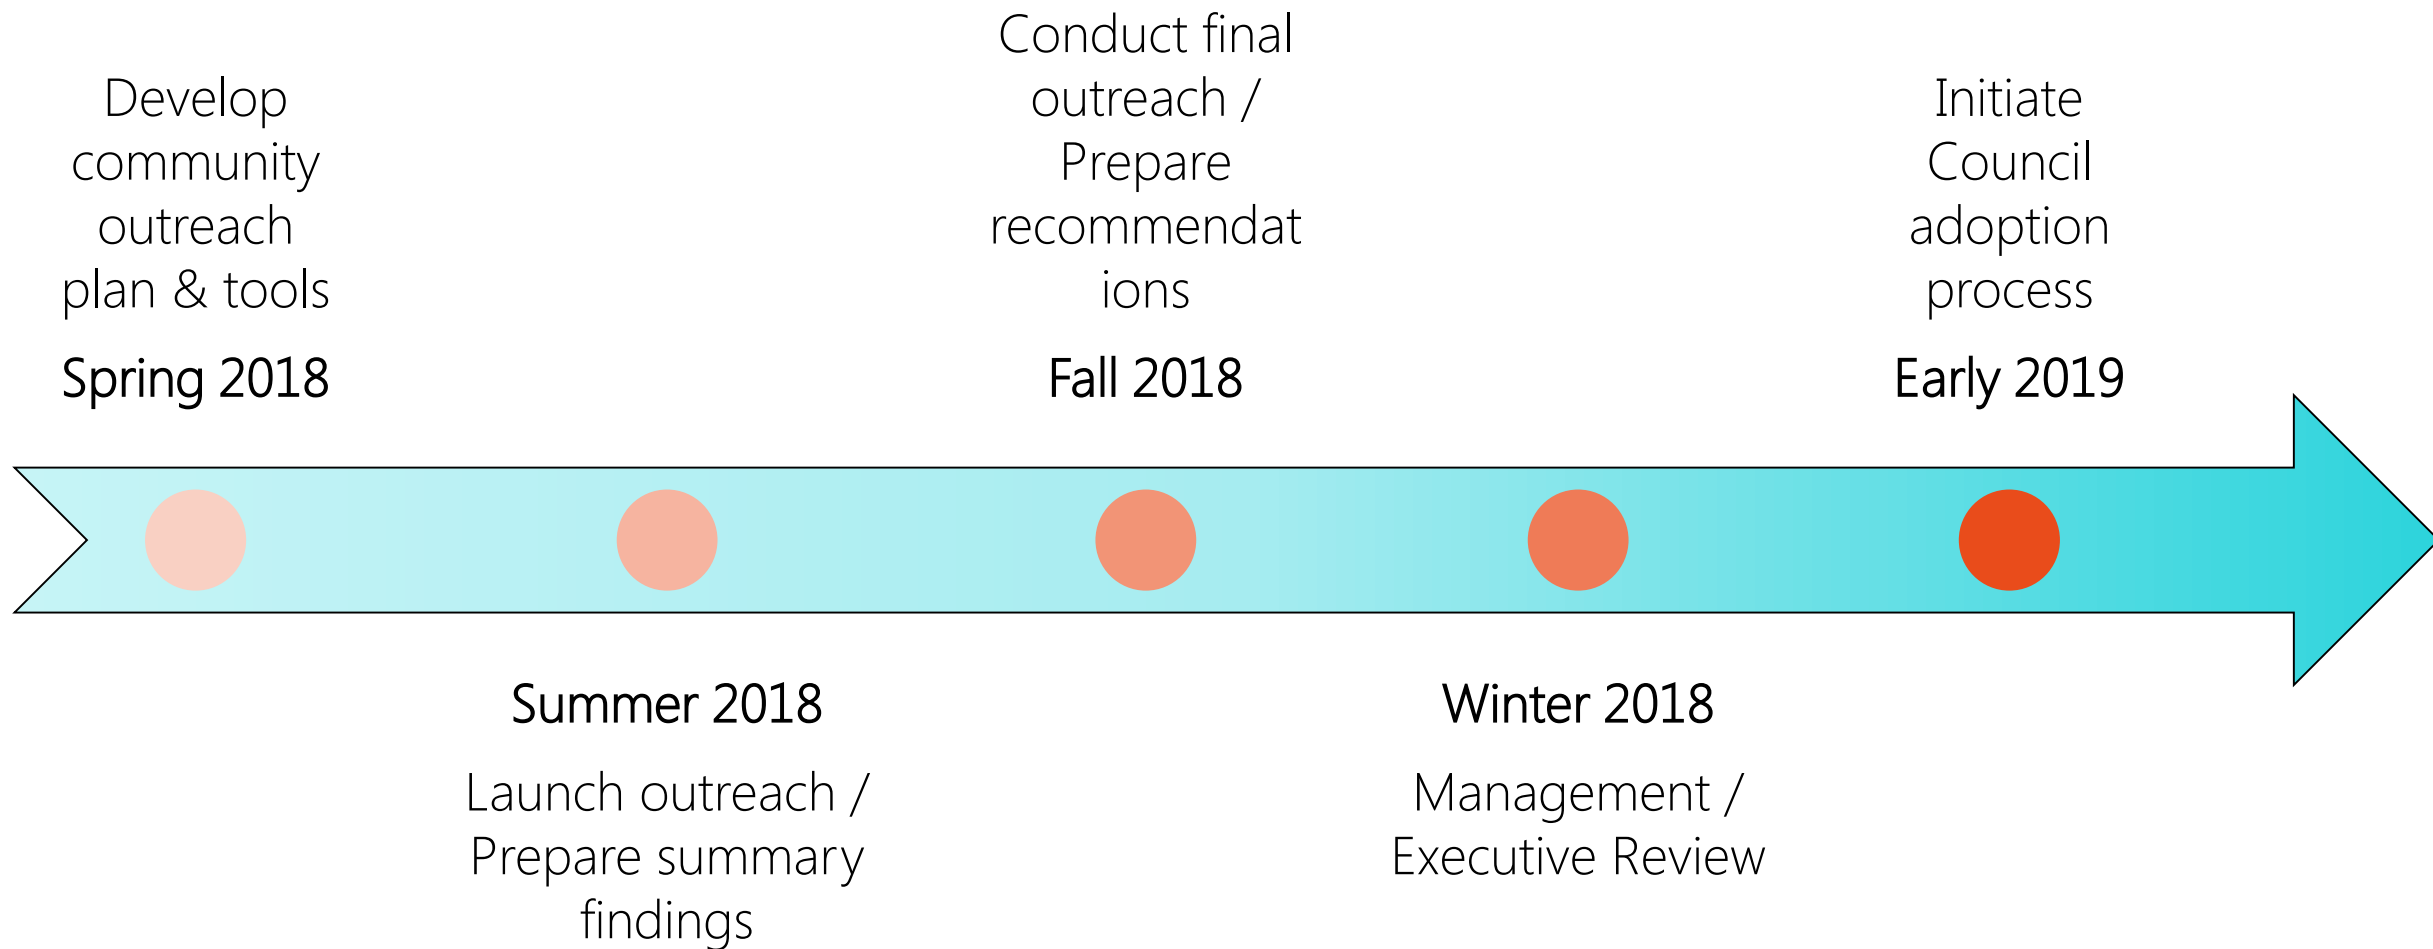 Develop
community
outreach
plan & tools
Spring 2018
Conduct final
outreach /
Prepare
recommendat
ions
Fall 2018
Initiate
Council
adoption
process
Early 2019
Summer 2018
Launch outreach /
Prepare summary
findings
Winter 2018
Management /
Executive Review